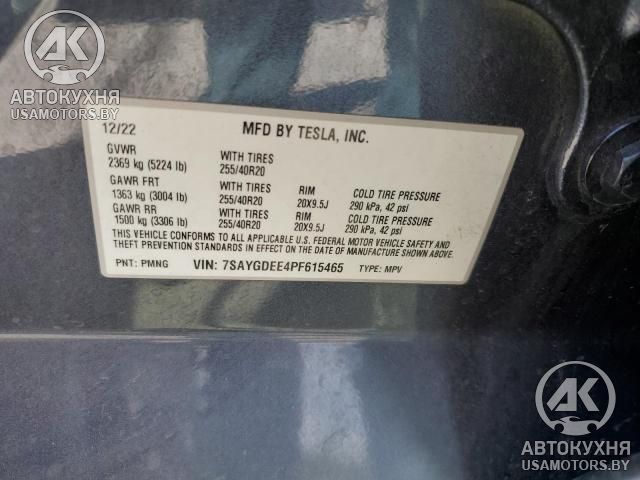 AK
АВТОКУХНЯ
USAMOTORS.BY
12/22 MFD BY TESLA, INC.
GVWR
2369 kg (5224 lb) WITH TIRES 255/40R20
GAWR FRT
1363 kg (3004 lb) WITH TIRES 255/40R20 RIM 20X9.5J COLD TIRE PRESSURE 290 kPa, 42 psi
GAWR RR
1500 kg (3306 lb) WITH TIRES 255/40R20 RIM 20X9.5J COLD TIRE PRESSURE 290 kPa, 42 psi
THIS VEHICLE CONFORMS TO ALL APPLICABLE U.S. FEDERAL MOTOR VEHICLE SAFETY AND
THEFT PREVENTION STANDARDS IN EFFECT ON THE DATE OF MANUFACTURE SHOWN ABOVE.
PNT: PMNG VIN: 7SAYGDEE4PF615465 TYPE: MPV
AK
АВТОКУХНЯ
USAMOTORS.BY